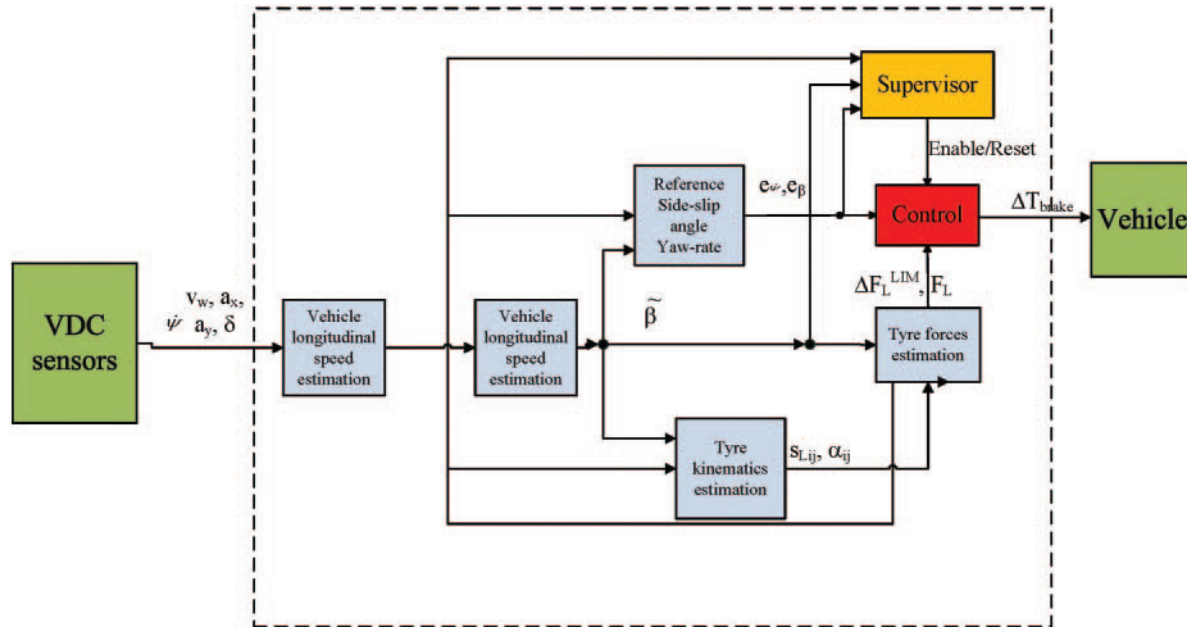 Supervisor
Enable/Reset
Reference
Side-slip
angle
Yaw-rate
e_ψ̇,e_β
Control
ΔT_brake
Vehicle
VDC
sensors
v_w, a_x,
ψ̇ a_y, δ
Vehicle
longitudinal
speed
estimation
Vehicle
longitudinal
speed
estimation
β̃
ΔF_L^LIM, F_L
Tyre forces
estimation
Tyre
kinematics
estimation
s_Lij, α_ij